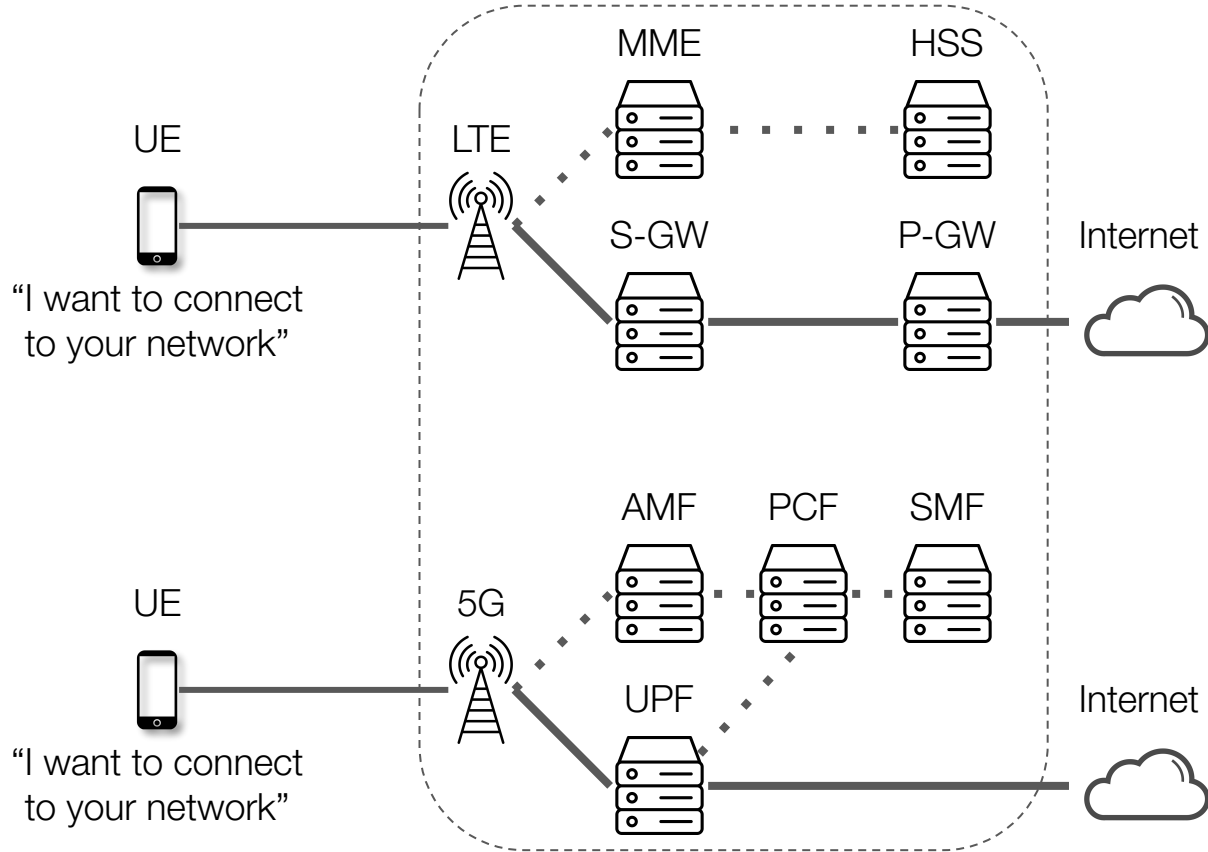 MME
HSS
UE
LTE
S-GW
P-GW
Internet
“I want to connect
to your network”
AMF
PCF
SMF
UE
5G
UPF
Internet
“I want to connect
to your network”